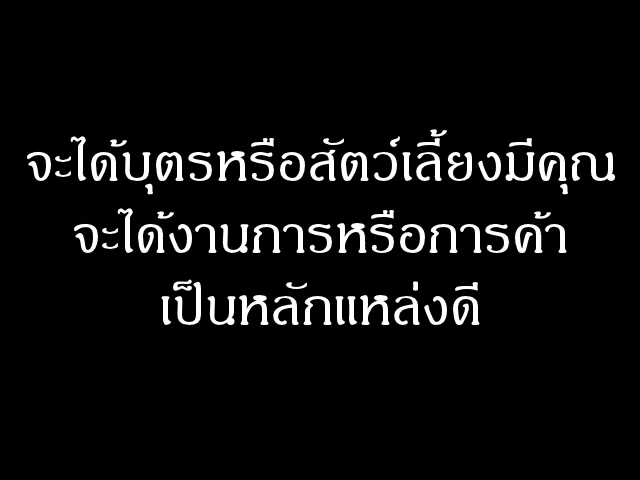 จะได้บุตรหรือสัตว์เลี้ยงมีคุณ
จะได้งานการหรือการค้า
เป็นหลักแหล่งดี